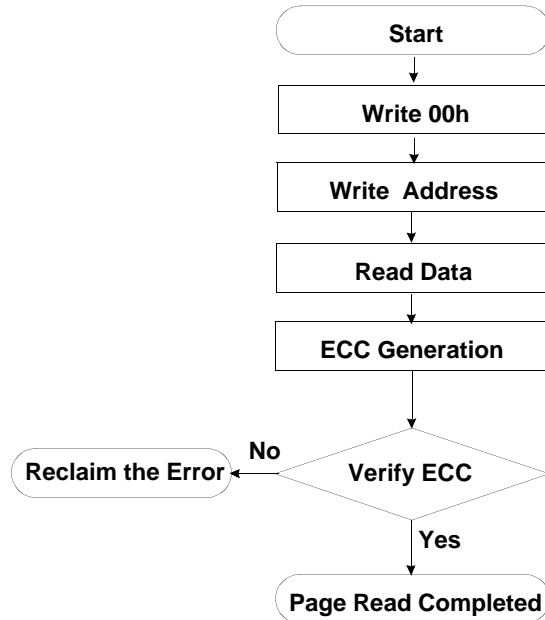 Start
Write 00h
Write Address
Read Data
ECC Generation
Verify ECC
No
Reclaim the Error
Yes
Page Read Completed